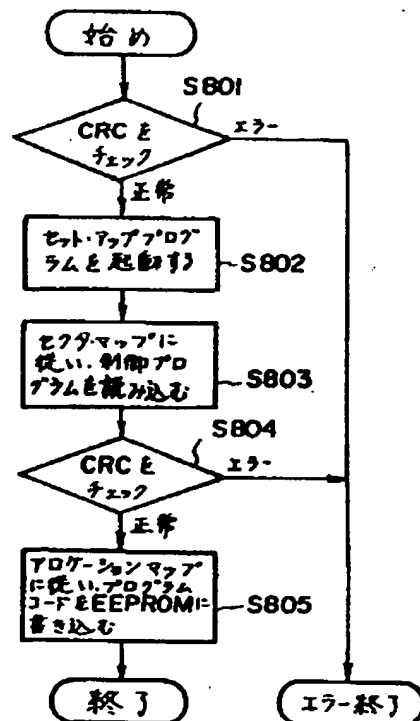 始め
S801
CRCを
チェック
エラー
正常
セット・アッププログ
ラムを起動する
S802
セクタ・マップに
従い、制御プロ
グラムを読み込む
S803
S804
CRCを
チェック
エラー
正常
アロケーションマップ
に従い、プログラム
コードをEEPROMに
書き込む
S805
終了
エラー終了